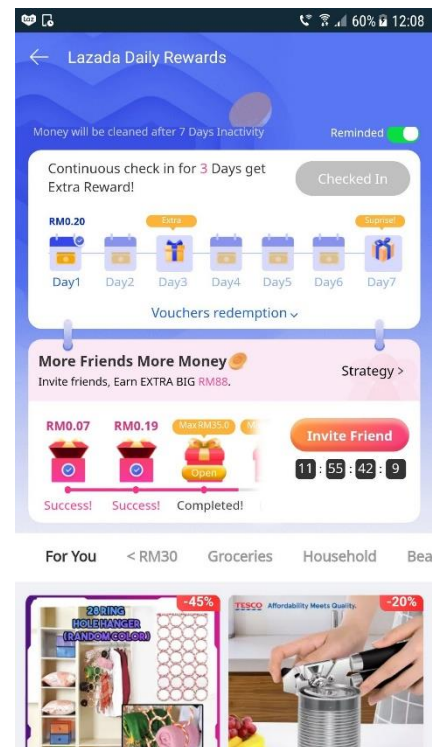 60% 12:08
Lazada Daily Rewards
Money will be cleaned after 7 Days Inactivity
Reminded
Continuous check in for 3 Days get
Extra Reward!
Checked In
RM0.20
Extra
Suprise!
Day1 Day2 Day3 Day4 Day5 Day6 Day7
Vouchers redemption
More Friends More Money
Invite friends, Earn EXTRA BIG RM88.
Strategy >
RM0.07 RM0.19 Max RM35.0
Open
Invite Friend
11 : 55 : 42 : 9
Success! Success! Completed!
For You < RM30 Groceries Household Bea
-45%
28 RING
HOLE HANGER
(RANDOM COLOR)
TESCO Affordability Meets Quality.
-20%